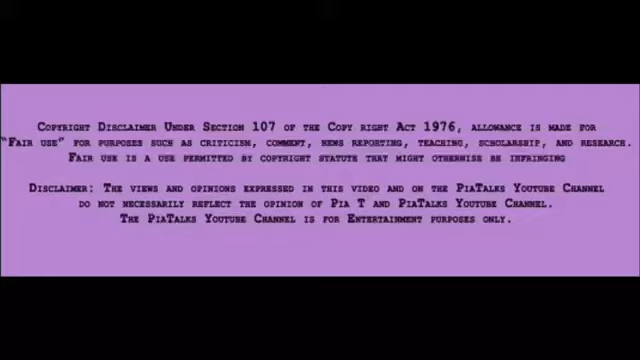 Copyright Disclaimer Under Section 107 of the Copy right Act 1976, allowance is made for
"Fair use" for purposes such as criticism, comment, news reporting, teaching, scholarship, and research.
Fair use is a use permitted by copyright statute that might otherwise be infringing
Disclaimer: The views and opinions expressed in this video and on the PiaTalks Youtube Channel
do not necessarily reflect the opinion of Pia T and PiaTalks Youtube Channel.
The PiaTalks Youtube Channel is for Entertainment purposes only.